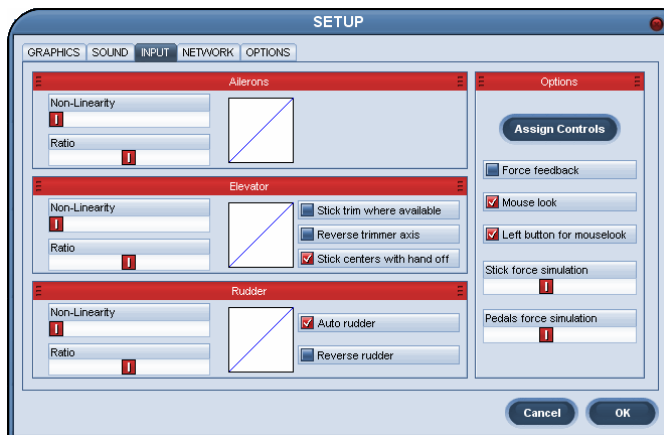 SETUP
GRAPHICS SOUND INPUT NETWORK OPTIONS
Ailerons
Non-Linearity
Ratio
Elevator
Non-Linearity
Ratio
Stick trim where available
Reverse trimmer axis
Stick centers with hand off
Rudder
Non-Linearity
Ratio
Auto rudder
Reverse rudder
Options
Assign Controls
Force feedback
Mouse look
Left button for mouselook
Stick force simulation
Pedals force simulation
Cancel OK